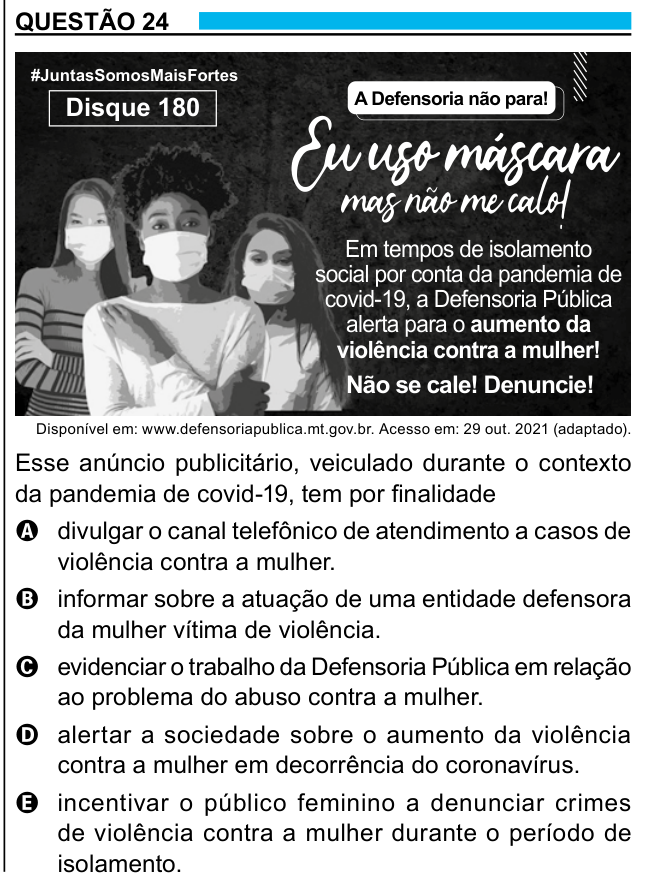 QUESTÃO 24
#JuntasSomosMaisFortes
Disque 180
A Defensoria não para!
Eu uso máscara
mas não me calo!
Em tempos de isolamento
social por conta da pandemia de
covid-19, a Defensoria Pública
alerta para o aumento da
violência contra a mulher!
Não se cale! Denuncie!
Disponível em: www.defensoriapublica.mt.gov.br. Acesso em: 29 out. 2021 (adaptado).
Esse anúncio publicitário, veiculado durante o contexto
da pandemia de covid-19, tem por finalidade
A divulgar o canal telefônico de atendimento a casos de
violência contra a mulher.
B informar sobre a atuação de uma entidade defensora
da mulher vítima de violência.
C evidenciar o trabalho da Defensoria Pública em relação
ao problema do abuso contra a mulher.
D alertar a sociedade sobre o aumento da violência
contra a mulher em decorrência do coronavírus.
E incentivar o público feminino a denunciar crimes
de violência contra a mulher durante o período de
isolamento.